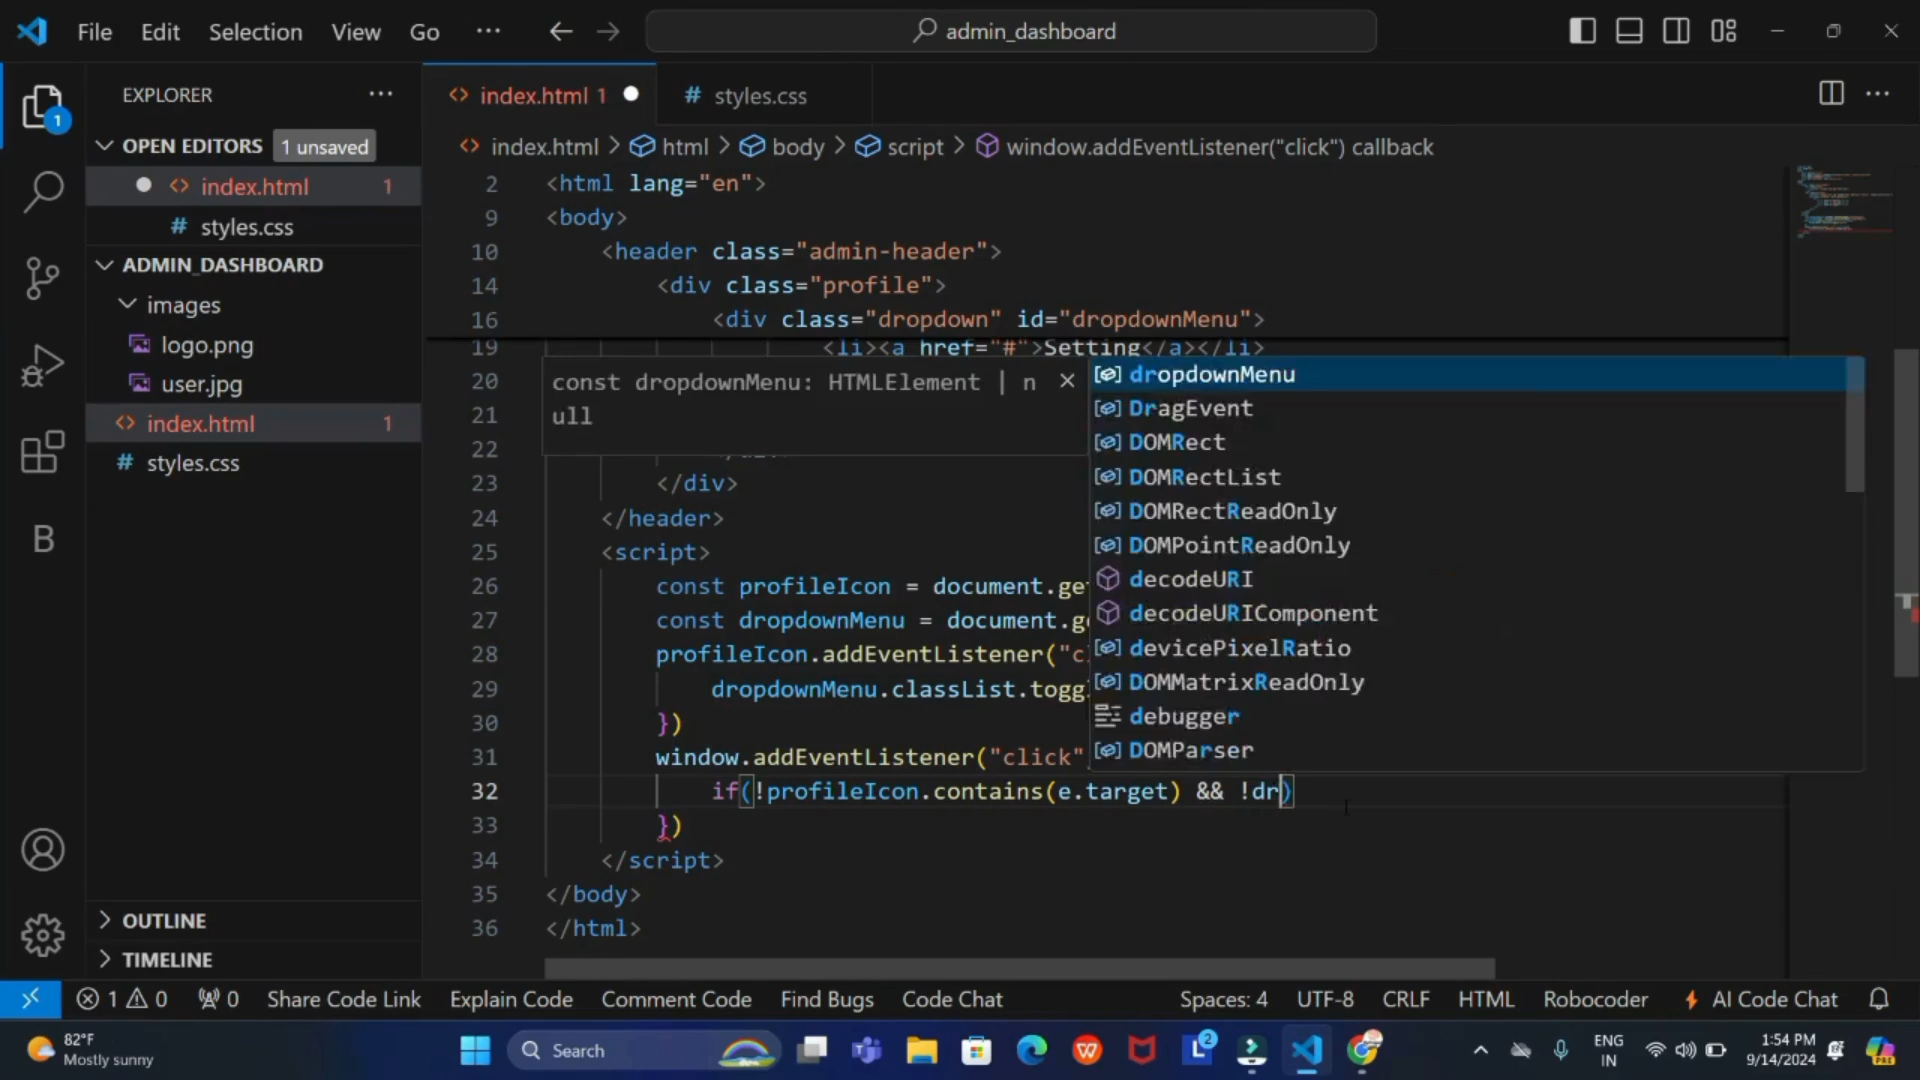 File Edit Selection View Go ··· admin_dashboard
EXPLORER ···
index.html 1
# styles.css
OPEN EDITORS 1 unsaved
index.html > html > body > script > window.addEventListener("click") callback
<> index.html 1
# styles.css
ADMIN_DASHBOARD
images
logo.png
user.jpg
<> index.html 1
# styles.css
OUTLINE
TIMELINE
2 <html lang="en">
9 <body>
10 <header class="admin-header">
14 <div class="profile">
16 <div class="dropdown" id="dropdownMenu">
19 <li><a href="#">Setting</a></li>
20
21
22
const dropdownMenu: HTMLElement | n
ull
dropdownMenu
DragEvent
DOMRect
DOMRectList
DOMRectReadOnly
DOMPointReadOnly
decodeURI
decodeURIComponent
devicePixelRatio
DOMMatrixReadOnly
debugger
DOMParser
23 </div>
24 </header>
25 <script>
26 const profileIcon = document.ge
27 const dropdownMenu = document.g
28 profileIcon.addEventListener("c
29 dropdownMenu.classList.togg
30 })
31 window.addEventListener("click"
32 if(!profileIcon.contains(e.target) && !dr)
33 })
34 </script>
35 </body>
36 </html>
1 0 0 Share Code Link Explain Code Comment Code Find Bugs Code Chat Spaces: 4 UTF-8 CRLF HTML Robocoder AI Code Chat
82°F
Mostly sunny
Search
2
ENG
IN
1:54 PM
9/14/2024
PRE